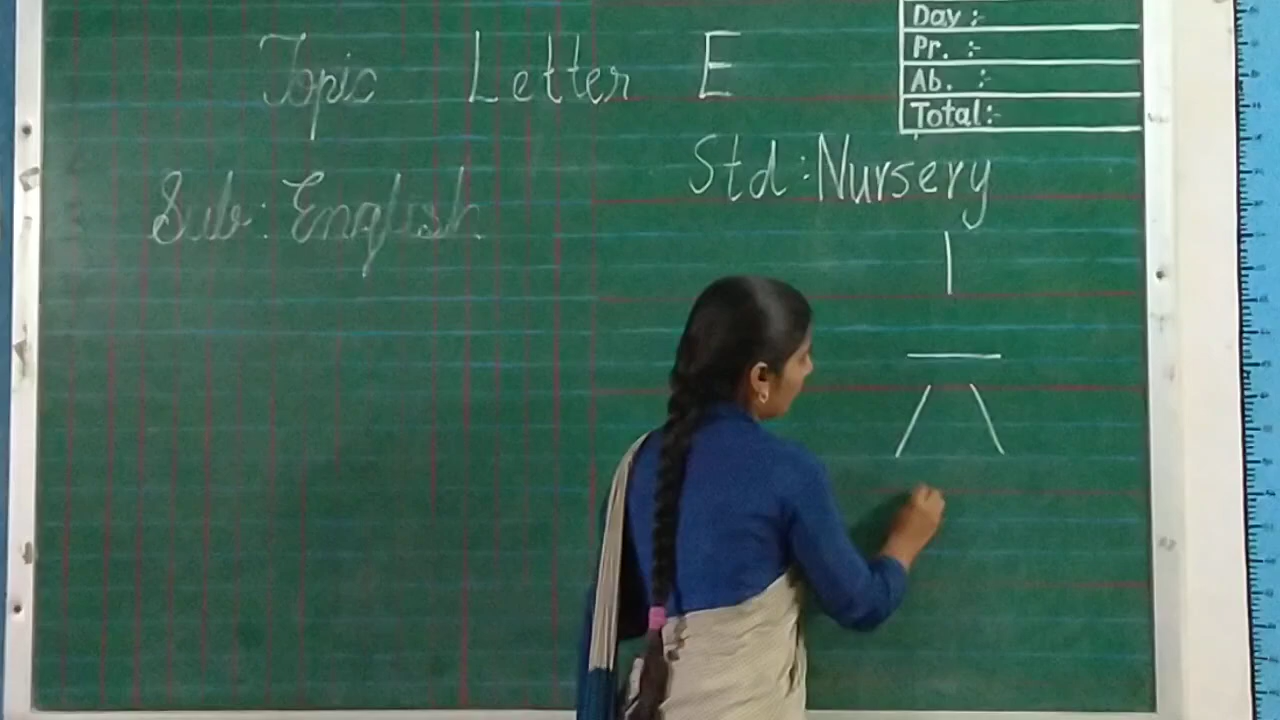 Day :-
Pr. :-
Ab. :-
Total:-
Topic Letter E
Std : Nursery
Sub : English